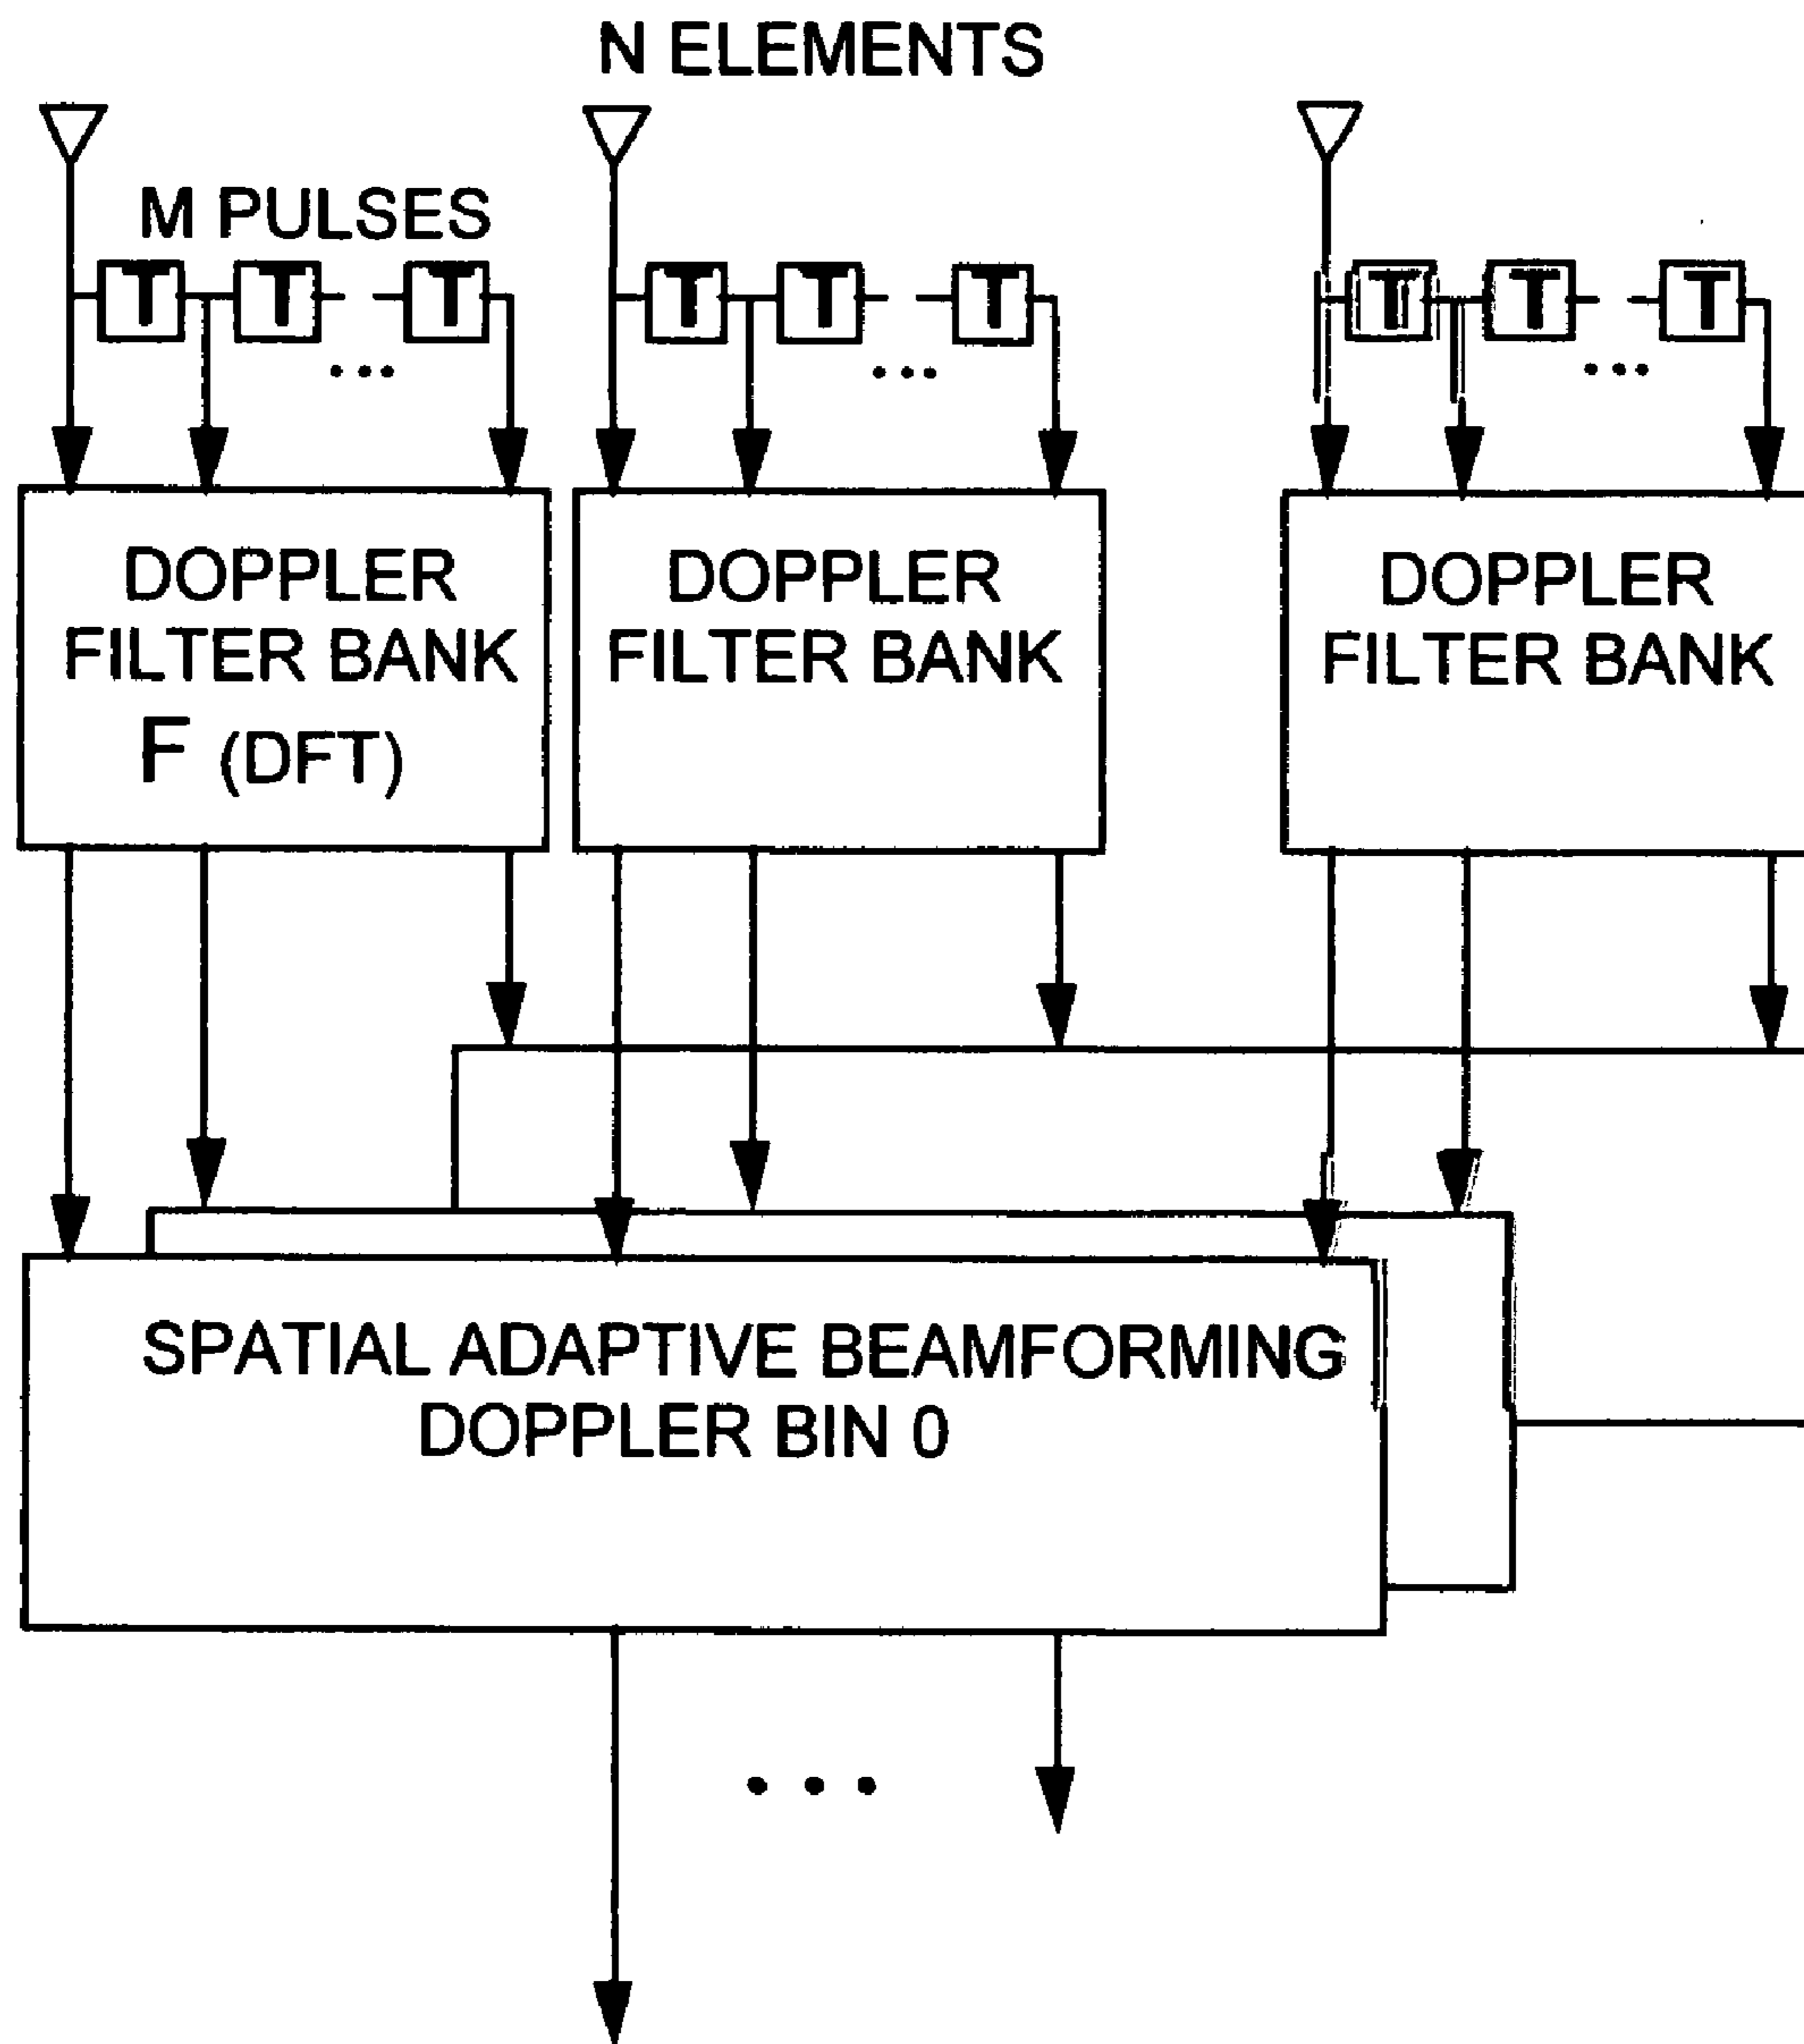 N ELEMENTS
M PULSES
T T T T T T T T T
... ... ...
DOPPLER
FILTER BANK
F (DFT)
DOPPLER
FILTER BANK
DOPPLER
FILTER BANK
SPATIAL ADAPTIVE BEAMFORMING
DOPPLER BIN 0
...